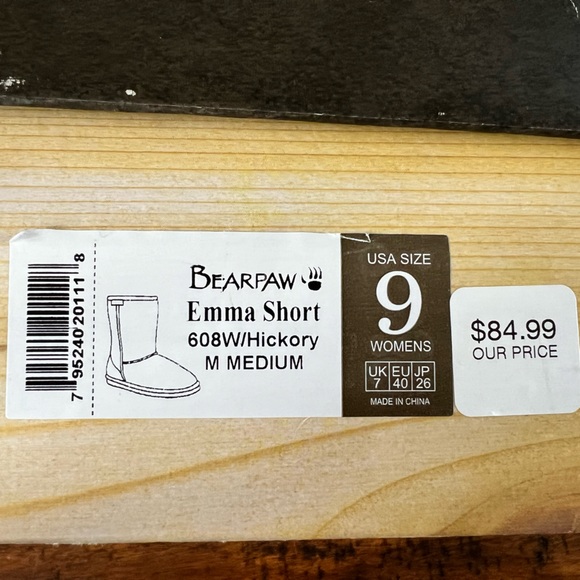 7 95240 20111 8
BEARPAW
Emma Short
608W/Hickory
M MEDIUM
USA SIZE
9
WOMENS
UK EU JP
7 40 26
MADE IN CHINA
$84.99
OUR PRICE